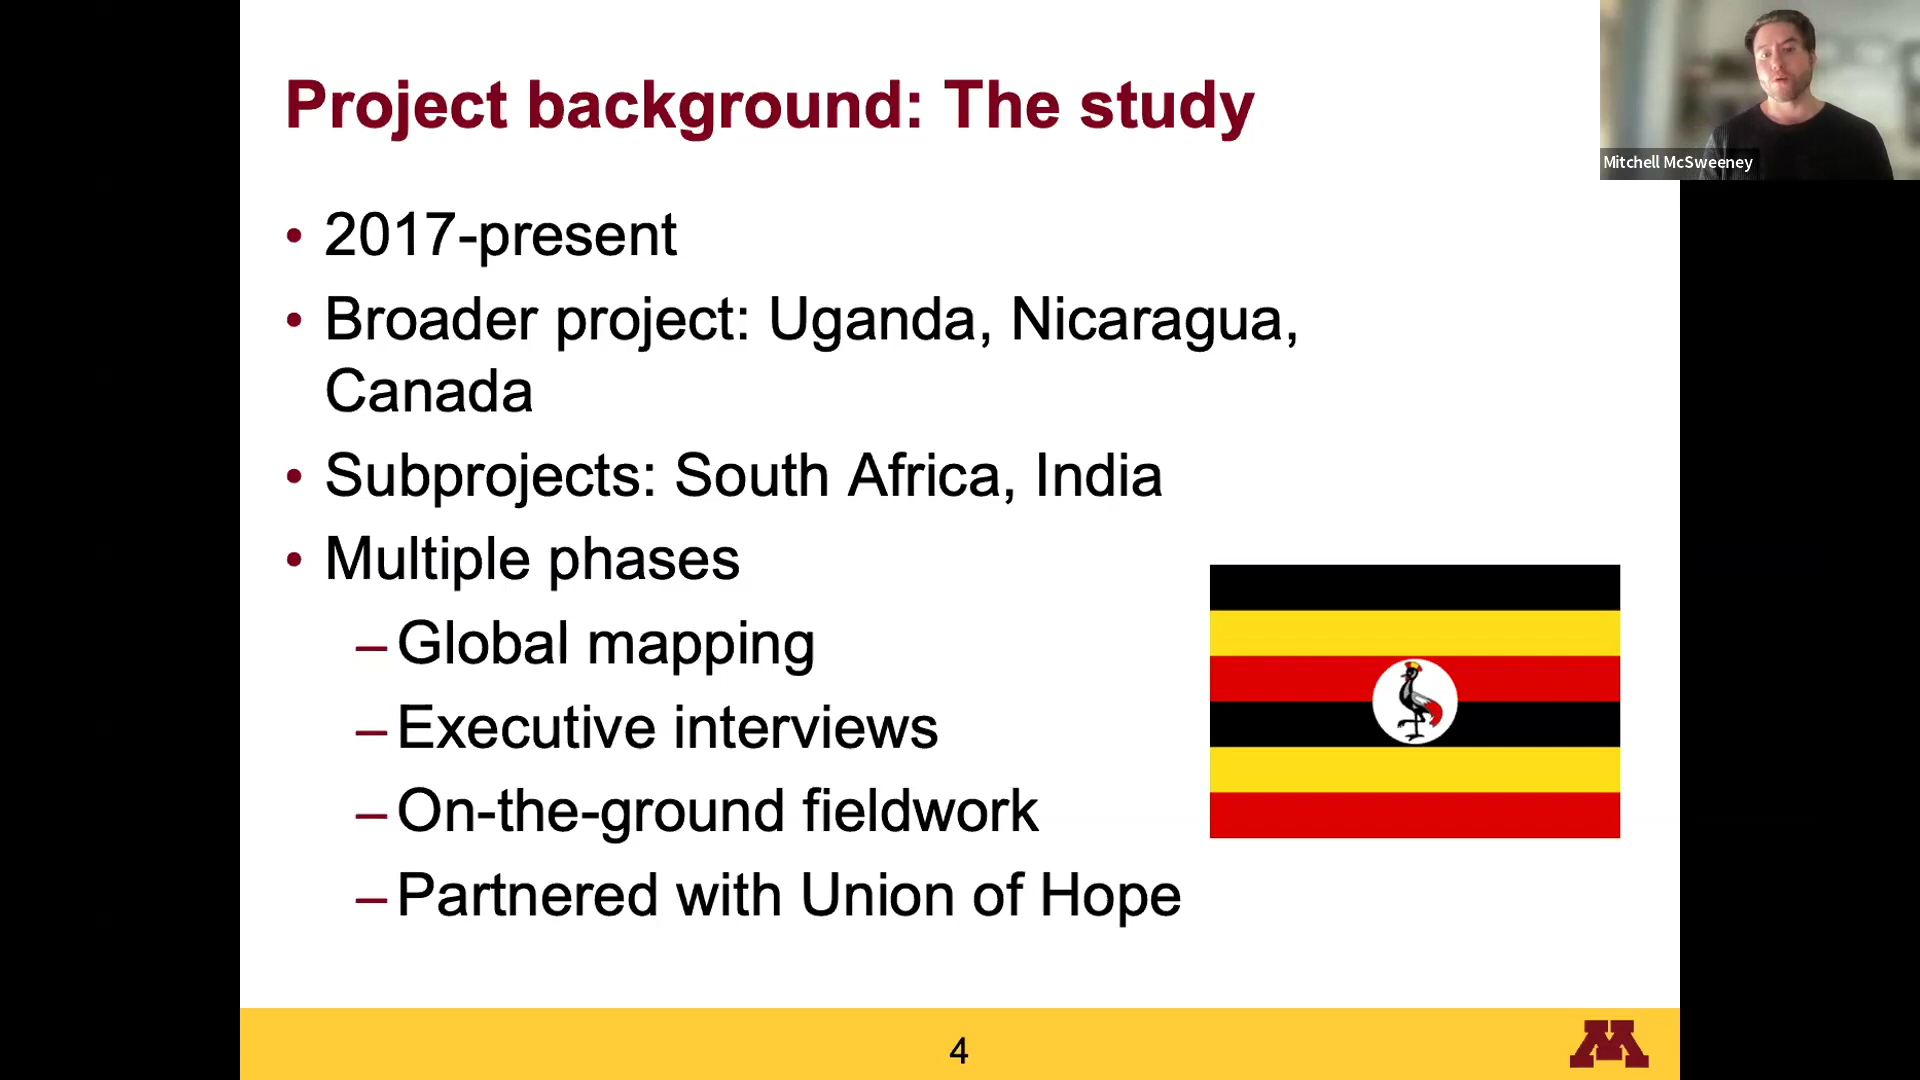 Project background: The study
Mitchell McSweeney
• 2017-present
• Broader project: Uganda, Nicaragua,
Canada
• Subprojects: South Africa, India
• Multiple phases
– Global mapping
– Executive interviews
– On-the-ground fieldwork
– Partnered with Union of Hope
4
M